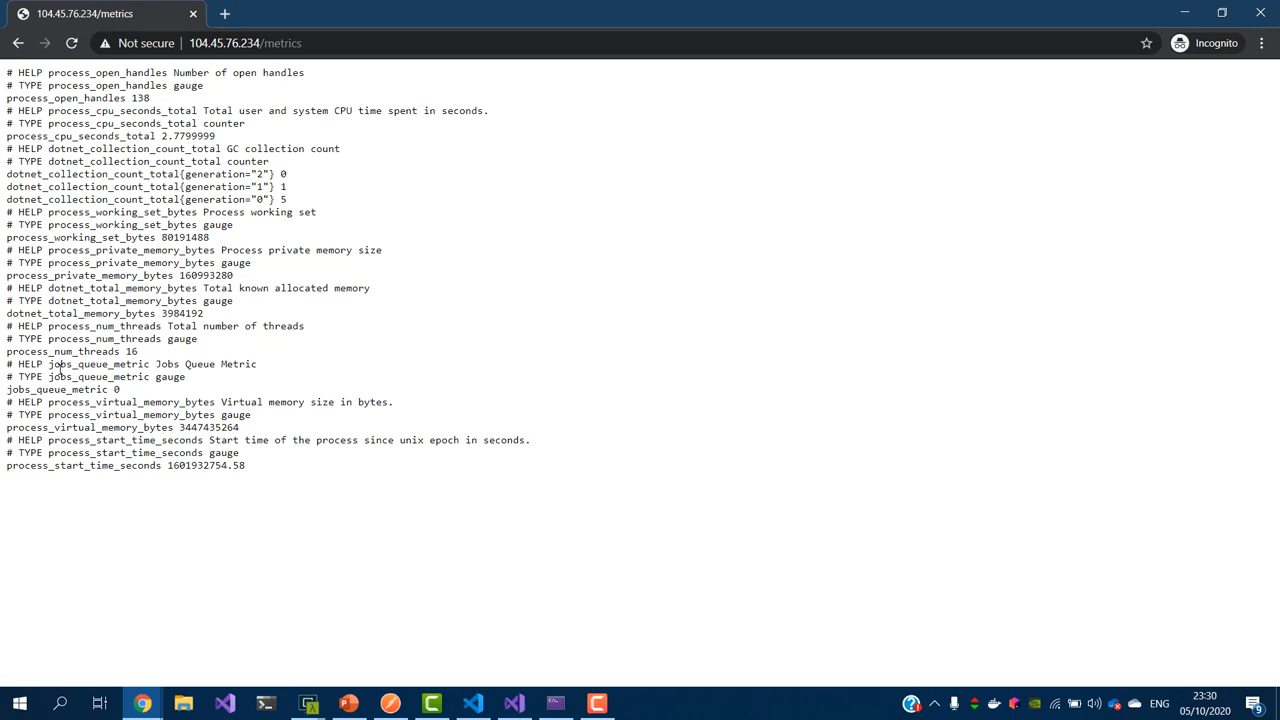 104.45.76.234/metrics
Not secure 104.45.76.234/metrics Incognito
# HELP process_open_handles Number of open handles
# TYPE process_open_handles gauge
process_open_handles 138
# HELP process_cpu_seconds_total Total user and system CPU time spent in seconds.
# TYPE process_cpu_seconds_total counter
process_cpu_seconds_total 2.7799999
# HELP dotnet_collection_count_total GC collection count
# TYPE dotnet_collection_count_total counter
dotnet_collection_count_total{generation="2"} 0
dotnet_collection_count_total{generation="1"} 1
dotnet_collection_count_total{generation="0"} 5
# HELP process_working_set_bytes Process working set
# TYPE process_working_set_bytes gauge
process_working_set_bytes 80191488
# HELP process_private_memory_bytes Process private memory size
# TYPE process_private_memory_bytes gauge
process_private_memory_bytes 160993280
# HELP dotnet_total_memory_bytes Total known allocated memory
# TYPE dotnet_total_memory_bytes gauge
dotnet_total_memory_bytes 3984192
# HELP process_num_threads Total number of threads
# TYPE process_num_threads gauge
process_num_threads 16
# HELP jobs_queue_metric Jobs Queue Metric
# TYPE jobs_queue_metric gauge
jobs_queue_metric 0
# HELP process_virtual_memory_bytes Virtual memory size in bytes.
# TYPE process_virtual_memory_bytes gauge
process_virtual_memory_bytes 3447435264
# HELP process_start_time_seconds Start time of the process since unix epoch in seconds.
# TYPE process_start_time_seconds gauge
process_start_time_seconds 1601932754.58
ENG
23:30
05/10/2020
9